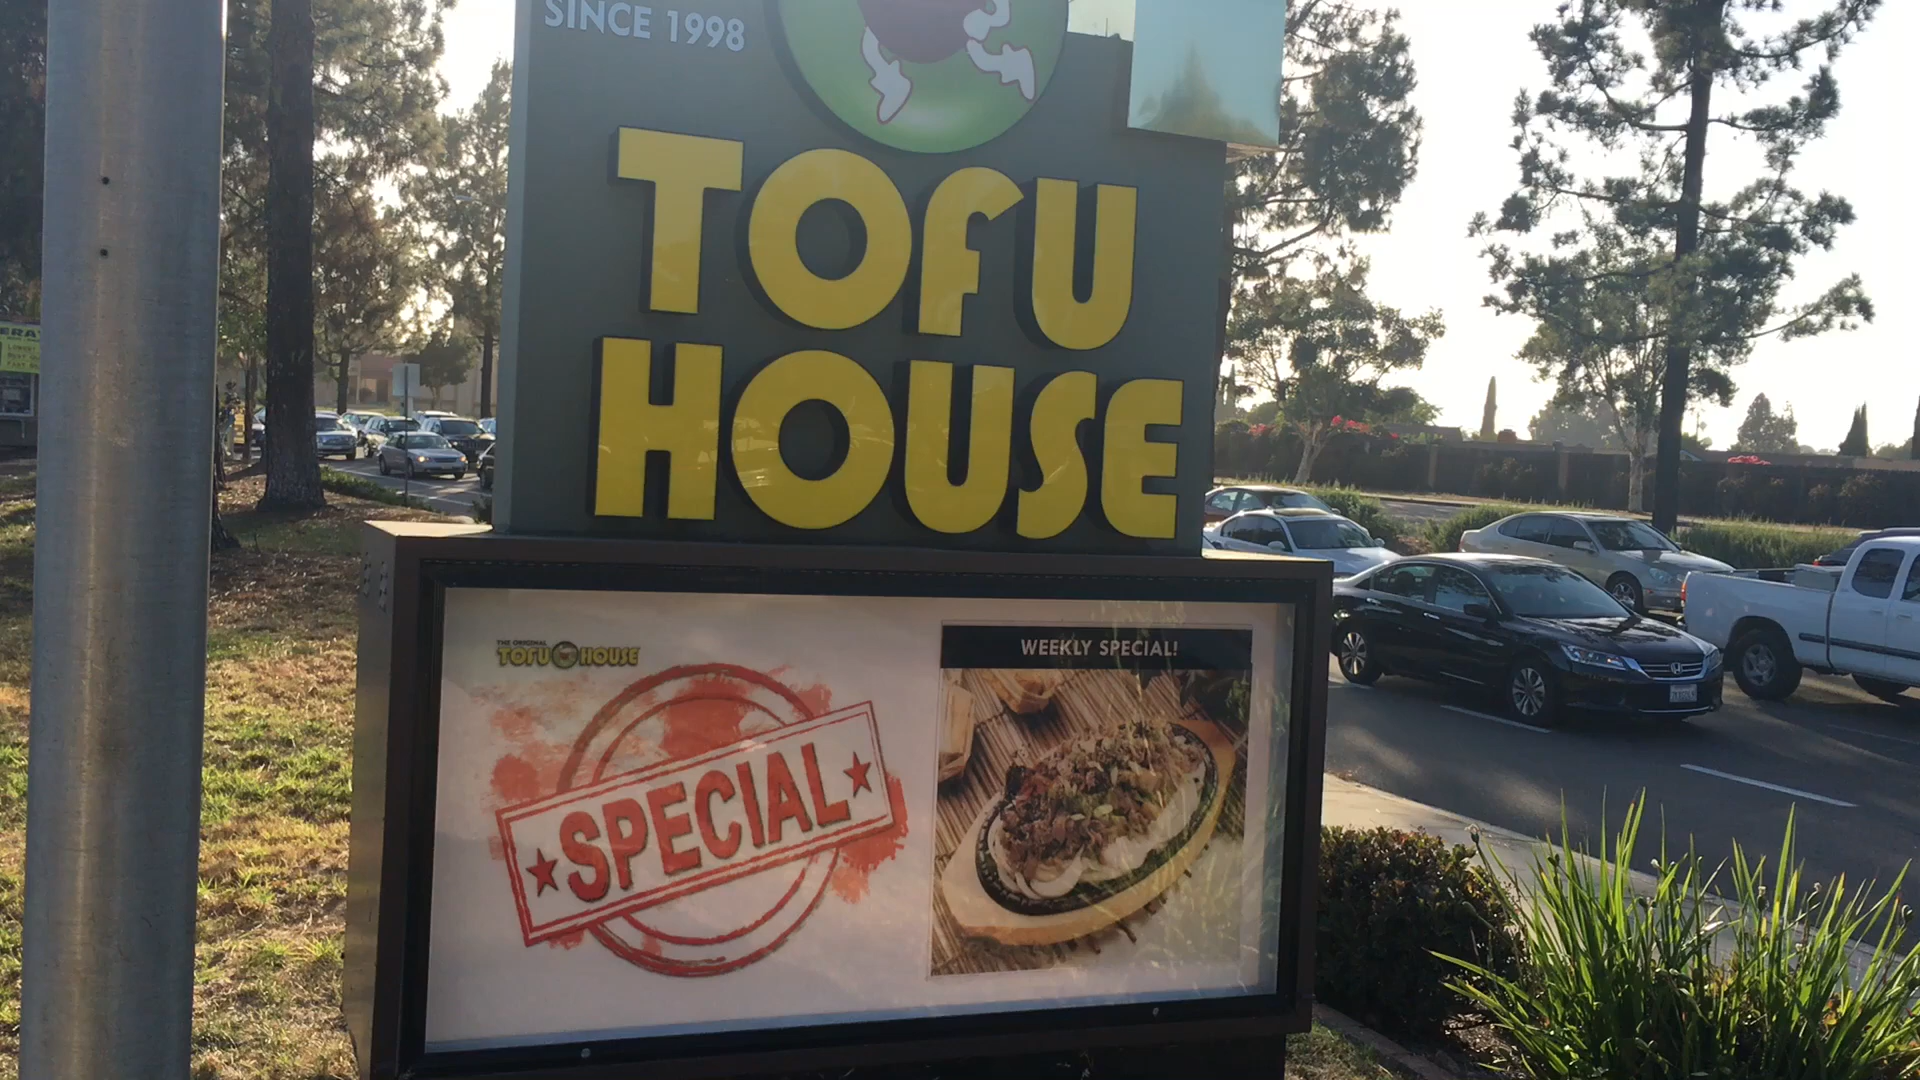 SINCE 1998
TOFU
HOUSE
THE ORIGINAL
TOFU HOUSE
SPECIAL
WEEKLY SPECIAL!